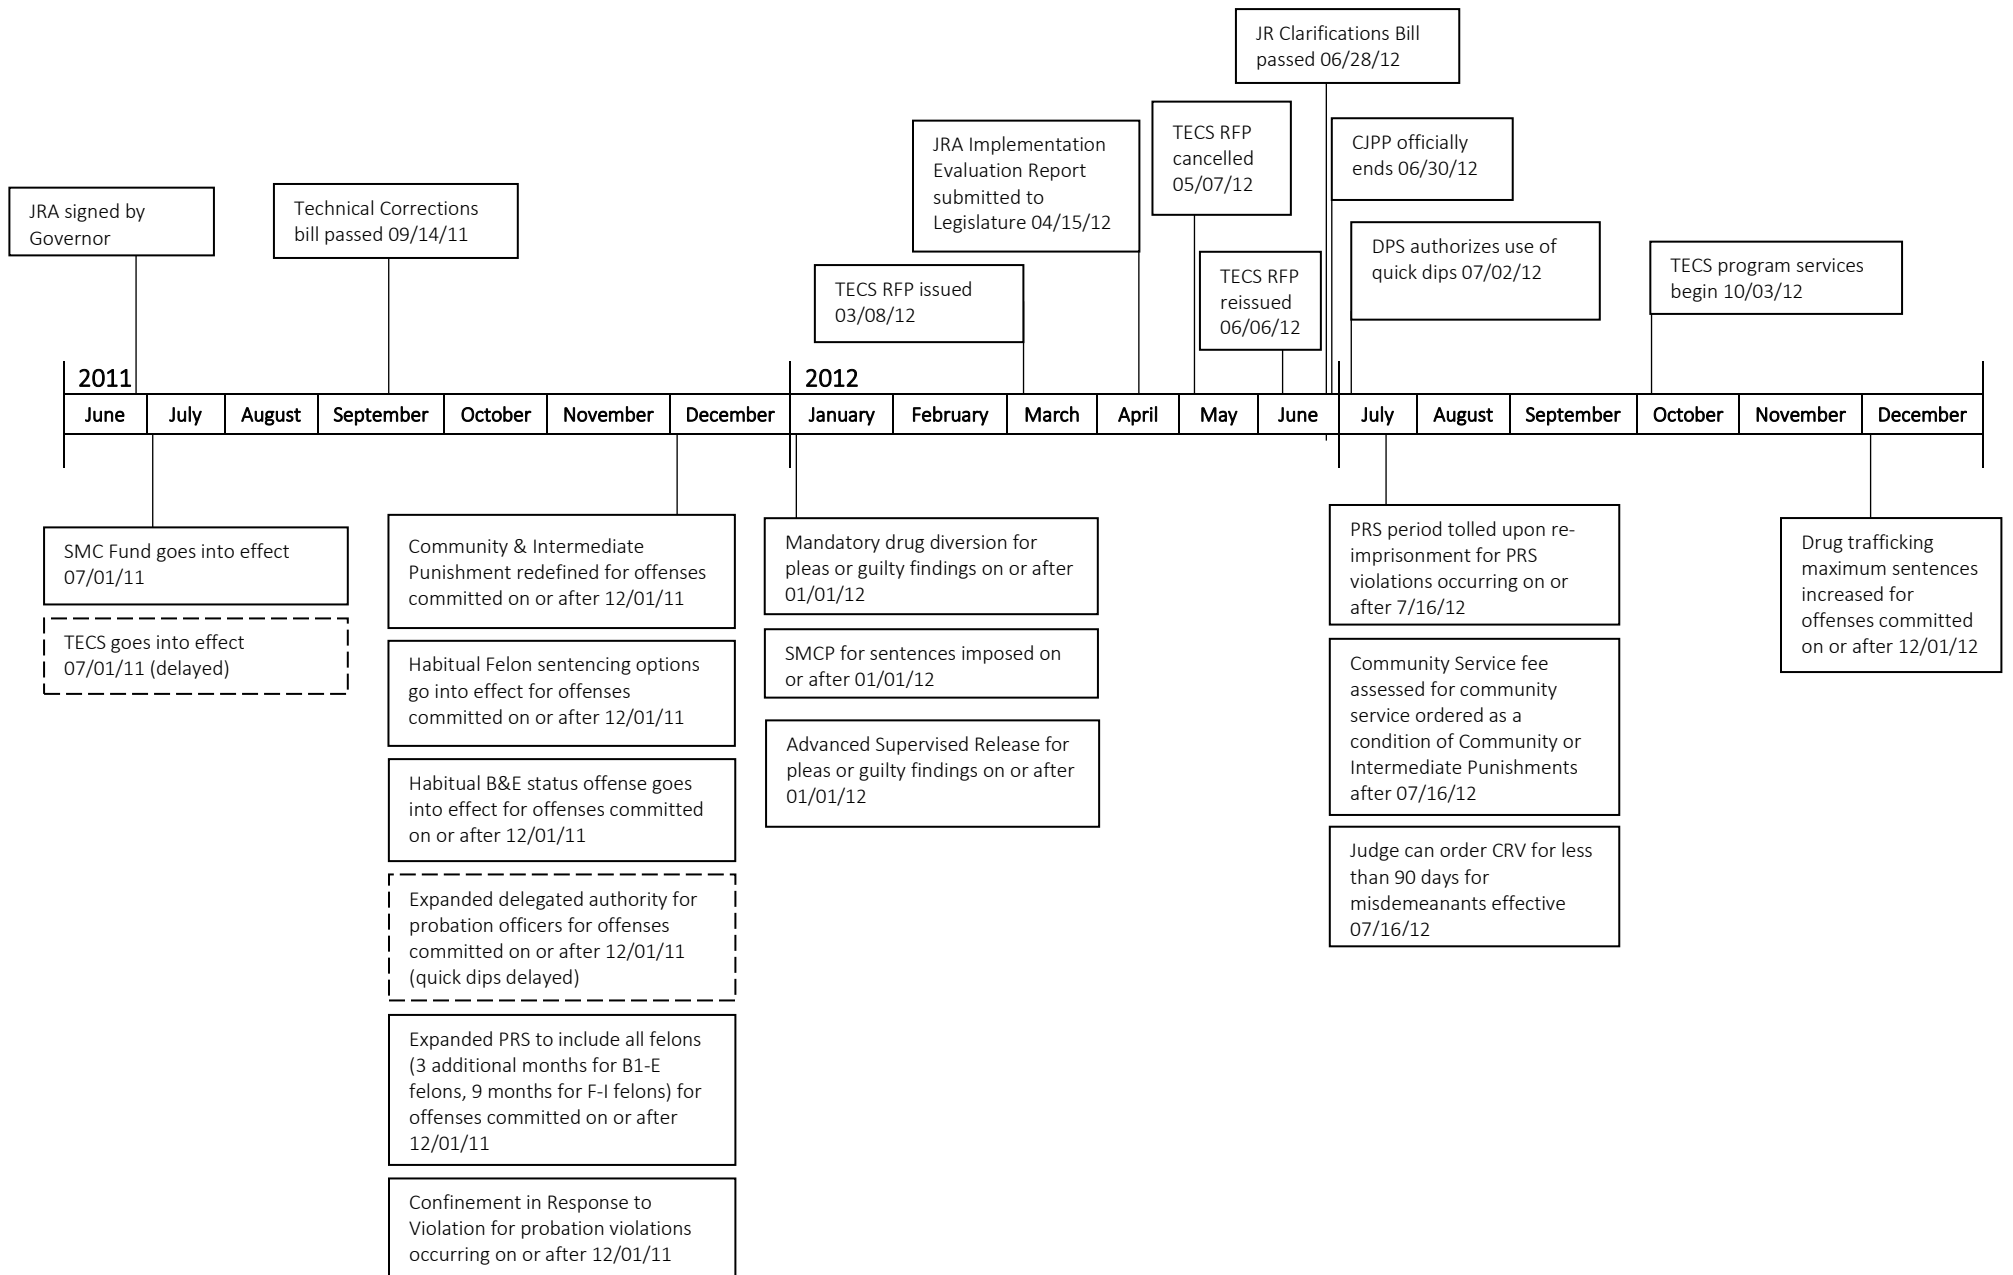 JR Clarifications Bill
passed 06/28/12
JRA Implementation
Evaluation Report
submitted to
Legislature 04/15/12
TECS RFP
cancelled
05/07/12
CJPP officially
ends 06/30/12
JRA signed by
Governor
Technical Corrections
bill passed 09/14/11
TECS RFP issued
03/08/12
TECS RFP
reissued
06/06/12
DPS authorizes use of
quick dips 07/02/12
TECS program services
begin 10/03/12
2011
2012
June July August September October November December January February March April May June July August September October November December
SMC Fund goes into effect
07/01/11
TECS goes into effect
07/01/11 (delayed)
Community & Intermediate
Punishment redefined for offenses
committed on or after 12/01/11
Habitual Felon sentencing options
go into effect for offenses
committed on or after 12/01/11
Habitual B&E status offense goes
into effect for offenses committed
on or after 12/01/11
Expanded delegated authority for
probation officers for offenses
committed on or after 12/01/11
(quick dips delayed)
Expanded PRS to include all felons
(3 additional months for B1-E
felons, 9 months for F-I felons) for
offenses committed on or after
12/01/11
Confinement in Response to
Violation for probation violations
occurring on or after 12/01/11
Mandatory drug diversion for
pleas or guilty findings on or after
01/01/12
SMCP for sentences imposed on
or after 01/01/12
Advanced Supervised Release for
pleas or guilty findings on or after
01/01/12
PRS period tolled upon re-
imprisonment for PRS
violations occurring on or
after 7/16/12
Community Service fee
assessed for community
service ordered as a
condition of Community or
Intermediate Punishments
after 07/16/12
Judge can order CRV for less
than 90 days for
misdemeanants effective
07/16/12
Drug trafficking
maximum sentences
increased for
offenses committed
on or after 12/01/12